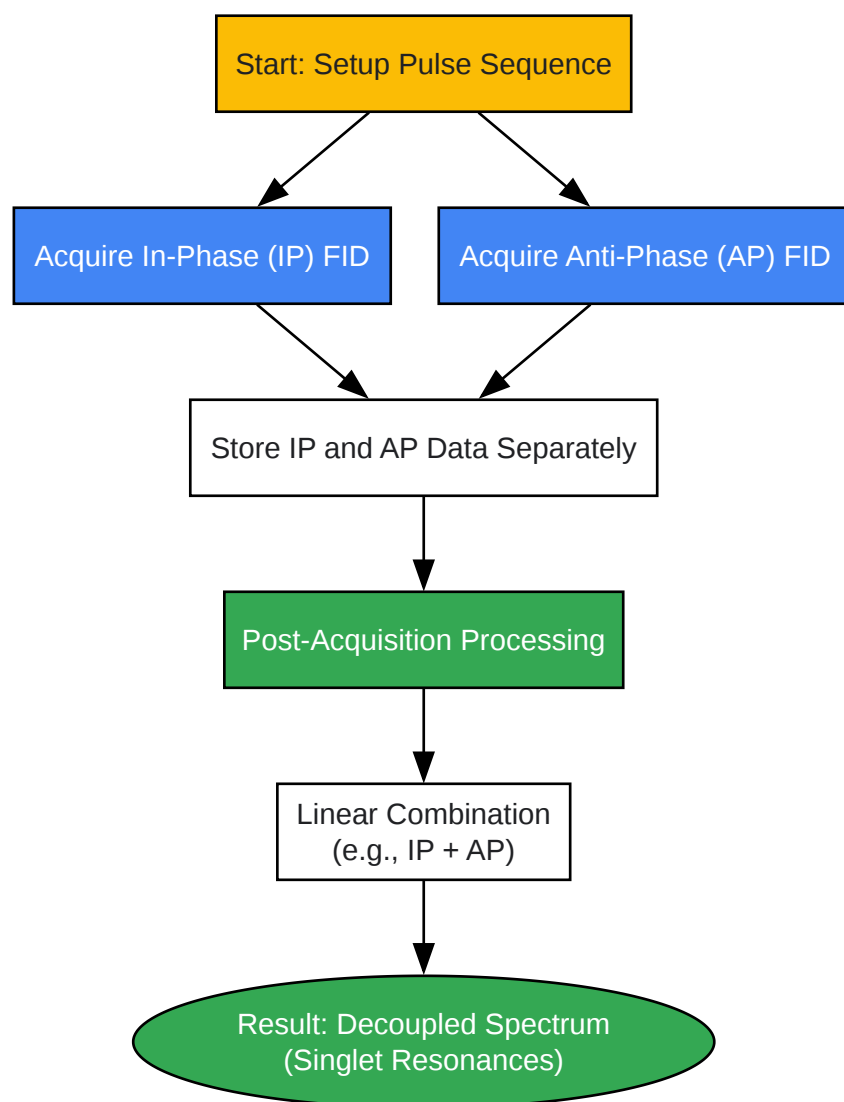 Start: Setup Pulse Sequence
Acquire In-Phase (IP) FID
Acquire Anti-Phase (AP) FID
Store IP and AP Data Separately
Post-Acquisition Processing
Linear Combination
(e.g., IP + AP)
Result: Decoupled Spectrum
(Singlet Resonances)